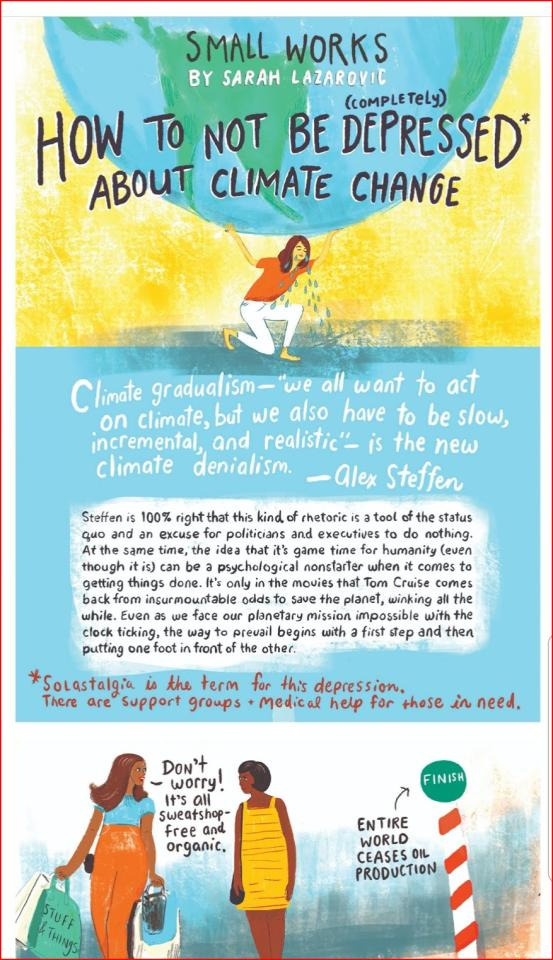 SMALL WORKS
BY SARAH LAZAROVIC
(COMPLETELY)
HOW TO NOT BE DEPRESSED*
ABOUT CLIMATE CHANGE
Climate gradualism—"we all want to act
on climate, but we also have to be slow,
incremental, and realistic"— is the new
climate denialism.
— Alex Steffen
Steffen is 100% right that this kind of rhetoric is a tool of the status
quo and an excuse for politicians and executives to do nothing.
At the same time, the idea that it's game time for humanity (even
though it is) can be a psychological nonstarter when it comes to
getting things done. It's only in the movies that Tom Cruise comes
back from insurmountable odds to save the planet, winking all the
while. Even as we face our planetary mission impossible with the
clock ticking, the way to prevail begins with a first step and then
putting one foot in front of the other.
*Solastalgia is the term for this depression.
There are support groups + medical help for those in need.
Don't
worry!
It's all
sweatshop-
free and
organic.
STUFF
& THINGS
FINISH
ENTIRE
WORLD
CEASES OIL
PRODUCTION